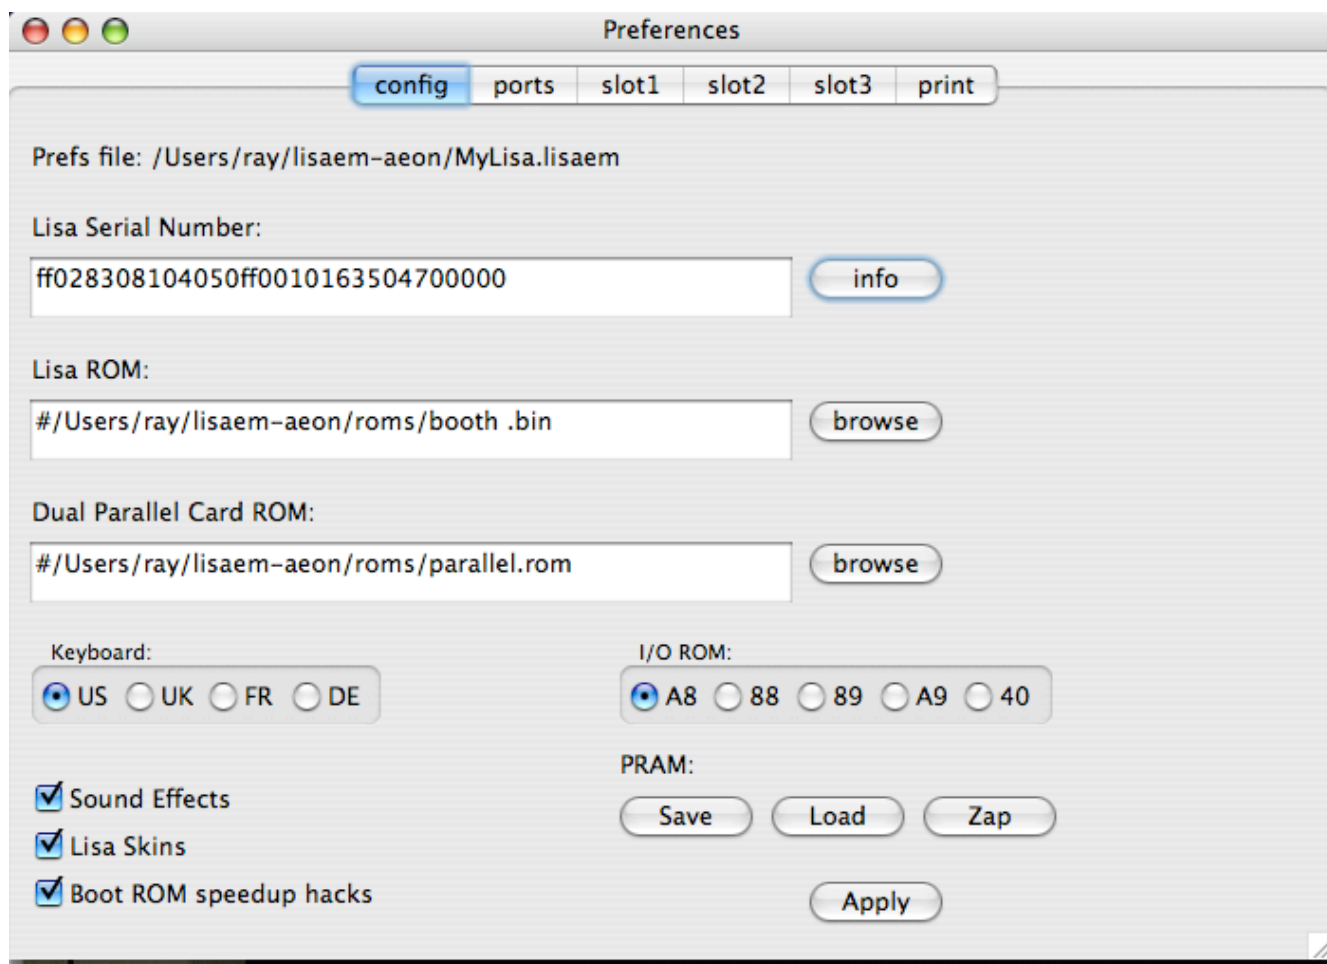 Preferences
config ports slot1 slot2 slot3 print
Prefs file: /Users/ray/lisaem-aeon/MyLisa.lisaem
Lisa Serial Number:
ff028308104050ff0010163504700000 info
Lisa ROM:
#/Users/ray/lisaem-aeon/roms/booth .bin browse
Dual Parallel Card ROM:
#/Users/ray/lisaem-aeon/roms/parallel.rom browse
Keyboard: I/O ROM:
US UK FR DE A8 88 89 A9 40
PRAM:
Sound Effects
Save Load Zap
Lisa Skins
Boot ROM speedup hacks
Apply